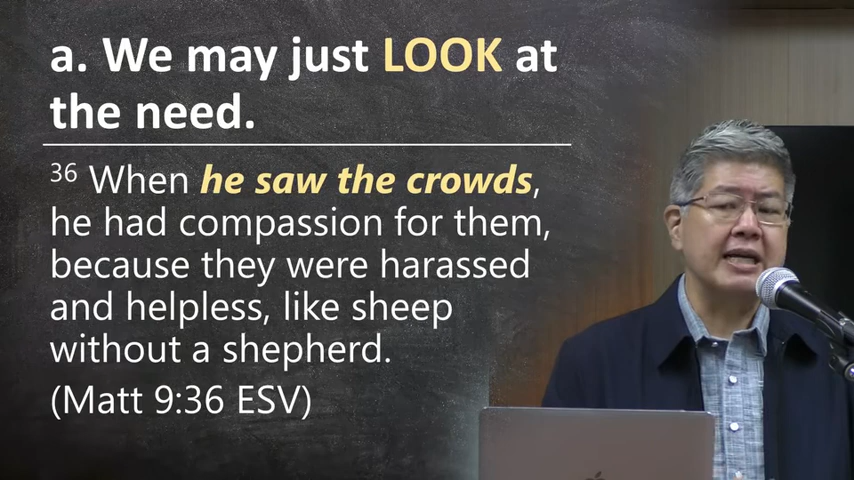 a. We may just LOOK at
the need.
36 When he saw the crowds,
he had compassion for them,
because they were harassed
and helpless, like sheep
without a shepherd.
(Matt 9:36 ESV)